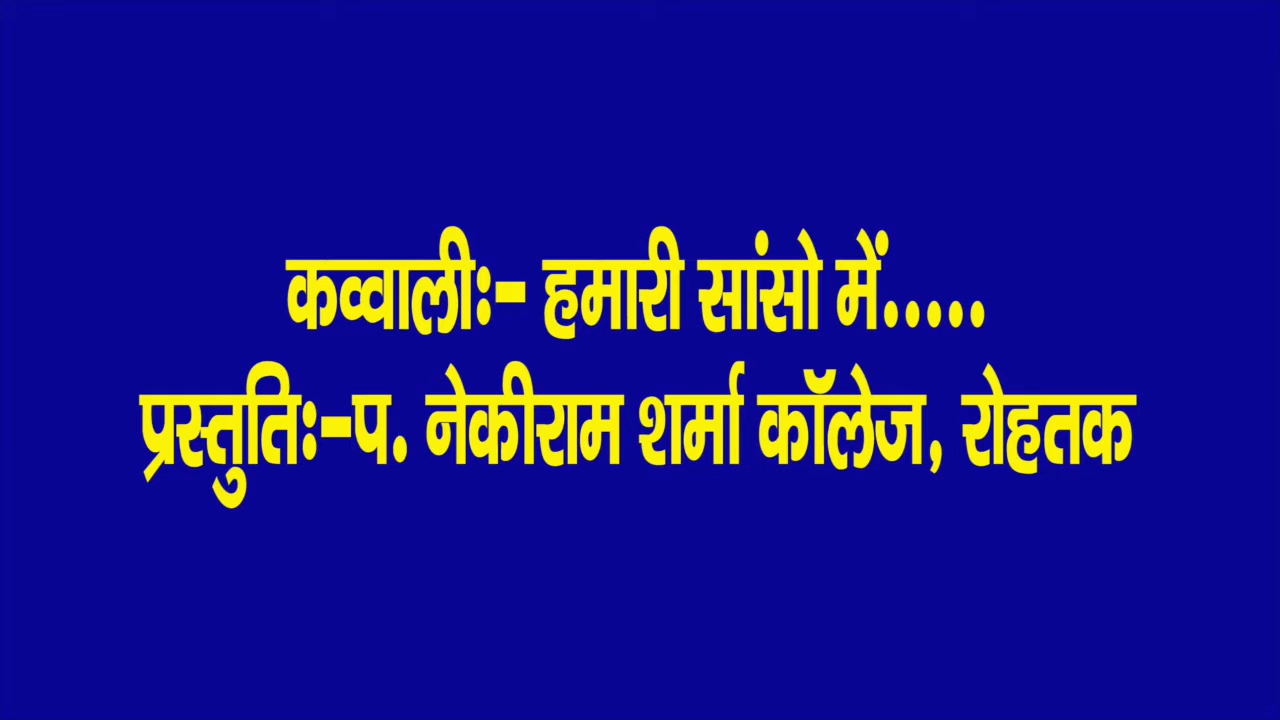 कव्वालीः- हमारी सांसो में.....
प्रस्तुतिः-प. नेकीराम शर्मा कॉलेज, रोहतक